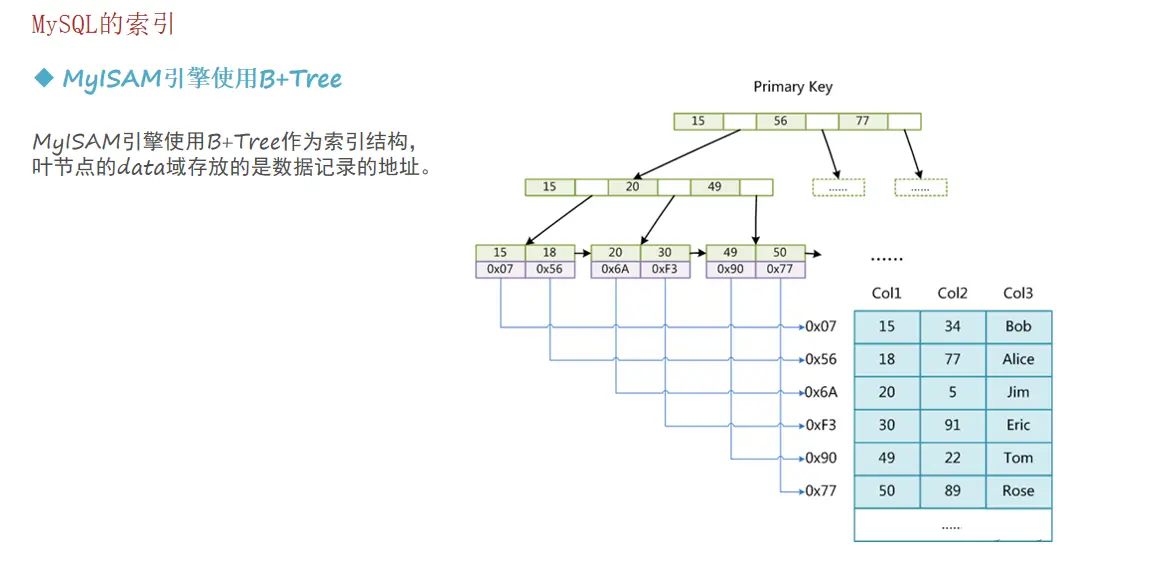 MySQL的索引
◆ MyISAM引擎使用B+Tree
MyISAM引擎使用B+Tree作为索引结构，
叶节点的data域存放的是数据记录的地址。
Primary Key
15 56 77
15 20 49
...... ......
15 18 20 30 49 50
0x07 0x56 0x6A 0xF3 0x90 0x77
......
Col1 Col2 Col3
0x07 15 34 Bob
0x56 18 77 Alice
0x6A 20 5 Jim
0xF3 30 91 Eric
0x90 49 22 Tom
0x77 50 89 Rose
......